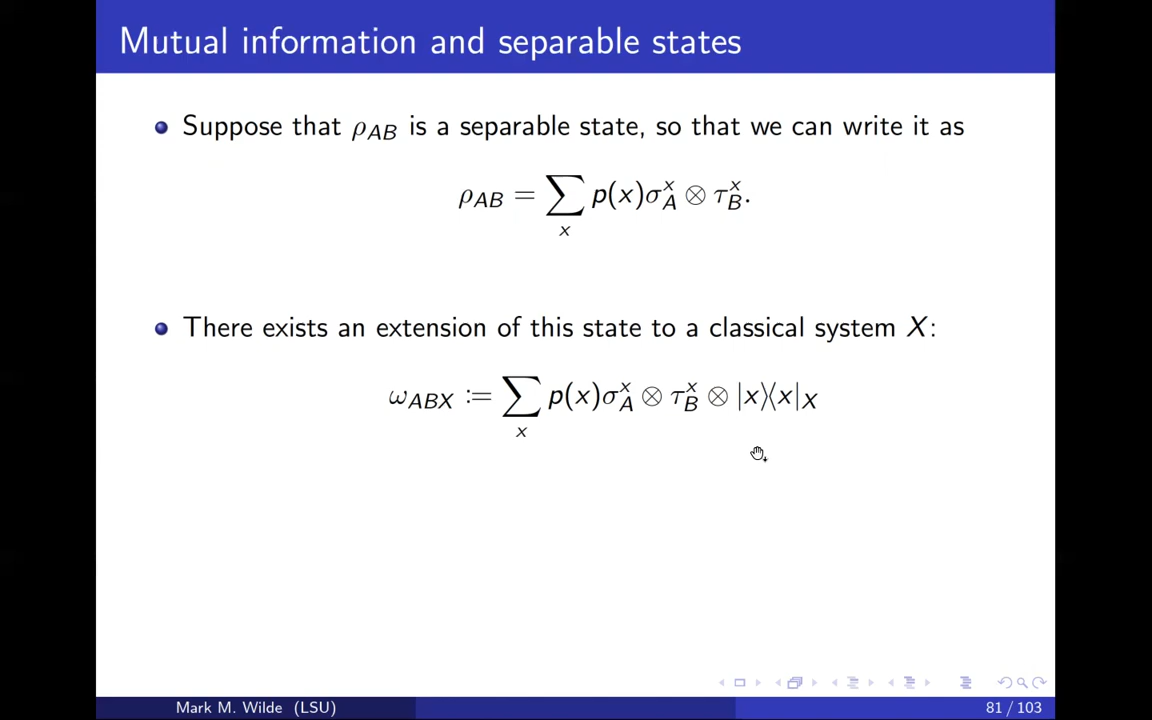 Mutual information and separable states
Suppose that ρ_AB is a separable state, so that we can write it as
ρ_AB = ∑_x p(x)σ_A^x ⊗ τ_B^x.
There exists an extension of this state to a classical system X:
ω_ABX := ∑_x p(x)σ_A^x ⊗ τ_B^x ⊗ |x⟩⟨x|_X
Mark M. Wilde (LSU) 81 / 103